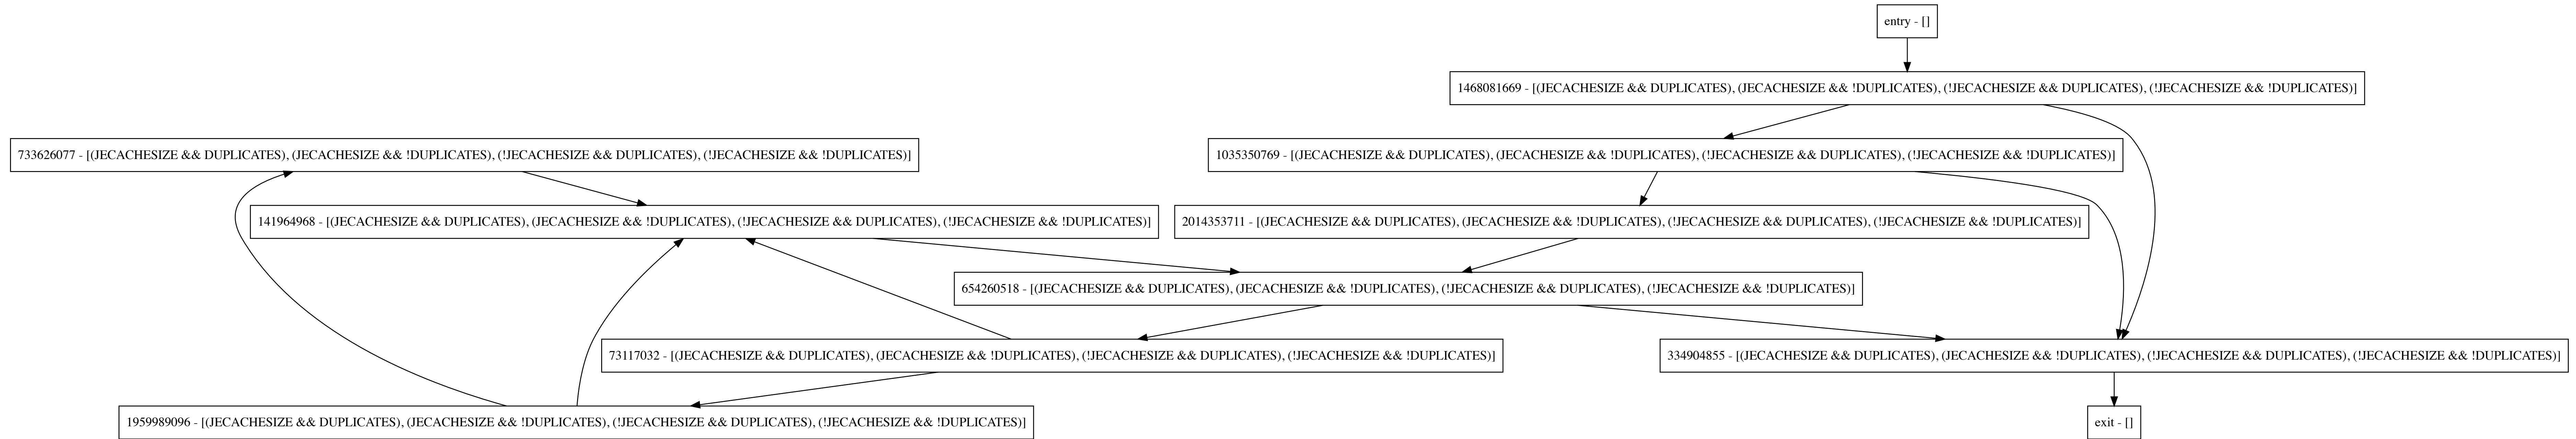 entry - []
1468081669 - [(JECACHESIZE && DUPLICATES), (JECACHESIZE && !DUPLICATES), (!JECACHESIZE && DUPLICATES), (!JECACHESIZE && !DUPLICATES)]
733626077 - [(JECACHESIZE && DUPLICATES), (JECACHESIZE && !DUPLICATES), (!JECACHESIZE && DUPLICATES), (!JECACHESIZE && !DUPLICATES)]
1035350769 - [(JECACHESIZE && DUPLICATES), (JECACHESIZE && !DUPLICATES), (!JECACHESIZE && DUPLICATES), (!JECACHESIZE && !DUPLICATES)]
141964968 - [(JECACHESIZE && DUPLICATES), (JECACHESIZE && !DUPLICATES), (!JECACHESIZE && DUPLICATES), (!JECACHESIZE && !DUPLICATES)]
2014353711 - [(JECACHESIZE && DUPLICATES), (JECACHESIZE && !DUPLICATES), (!JECACHESIZE && DUPLICATES), (!JECACHESIZE && !DUPLICATES)]
654260518 - [(JECACHESIZE && DUPLICATES), (JECACHESIZE && !DUPLICATES), (!JECACHESIZE && DUPLICATES), (!JECACHESIZE && !DUPLICATES)]
73117032 - [(JECACHESIZE && DUPLICATES), (JECACHESIZE && !DUPLICATES), (!JECACHESIZE && DUPLICATES), (!JECACHESIZE && !DUPLICATES)]
334904855 - [(JECACHESIZE && DUPLICATES), (JECACHESIZE && !DUPLICATES), (!JECACHESIZE && DUPLICATES), (!JECACHESIZE && !DUPLICATES)]
1959989096 - [(JECACHESIZE && DUPLICATES), (JECACHESIZE && !DUPLICATES), (!JECACHESIZE && DUPLICATES), (!JECACHESIZE && !DUPLICATES)]
exit - []